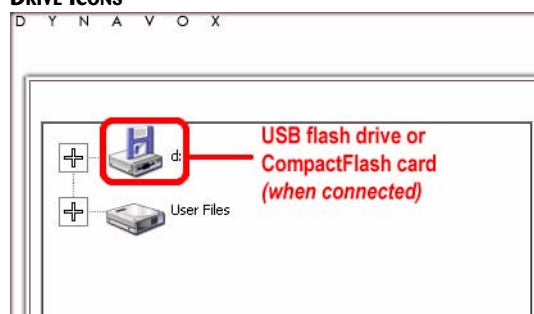 DRIVE ICONS
D Y N A V O X
d:
USB flash drive or
CompactFlash card
(when connected)
User Files